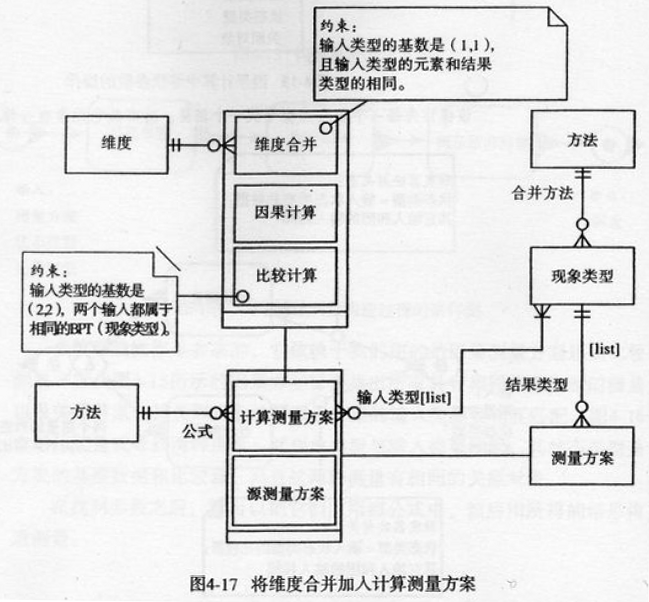 约束：
输入类型的基数是（1,1），
且输入类型的元素和结果
类型的相同。
维度
维度合并
方法
因果计算
合并方法
比较计算
现象类型
约束：
输入类型的基数是
(2,2)，两个输入都属于
相同的BPT（现象类型）。
[list]
结果类型
输入类型[list]
方法
公式
计算测量方案
测量方案
源测量方案
图4-17 将维度合并加入计算测量方案